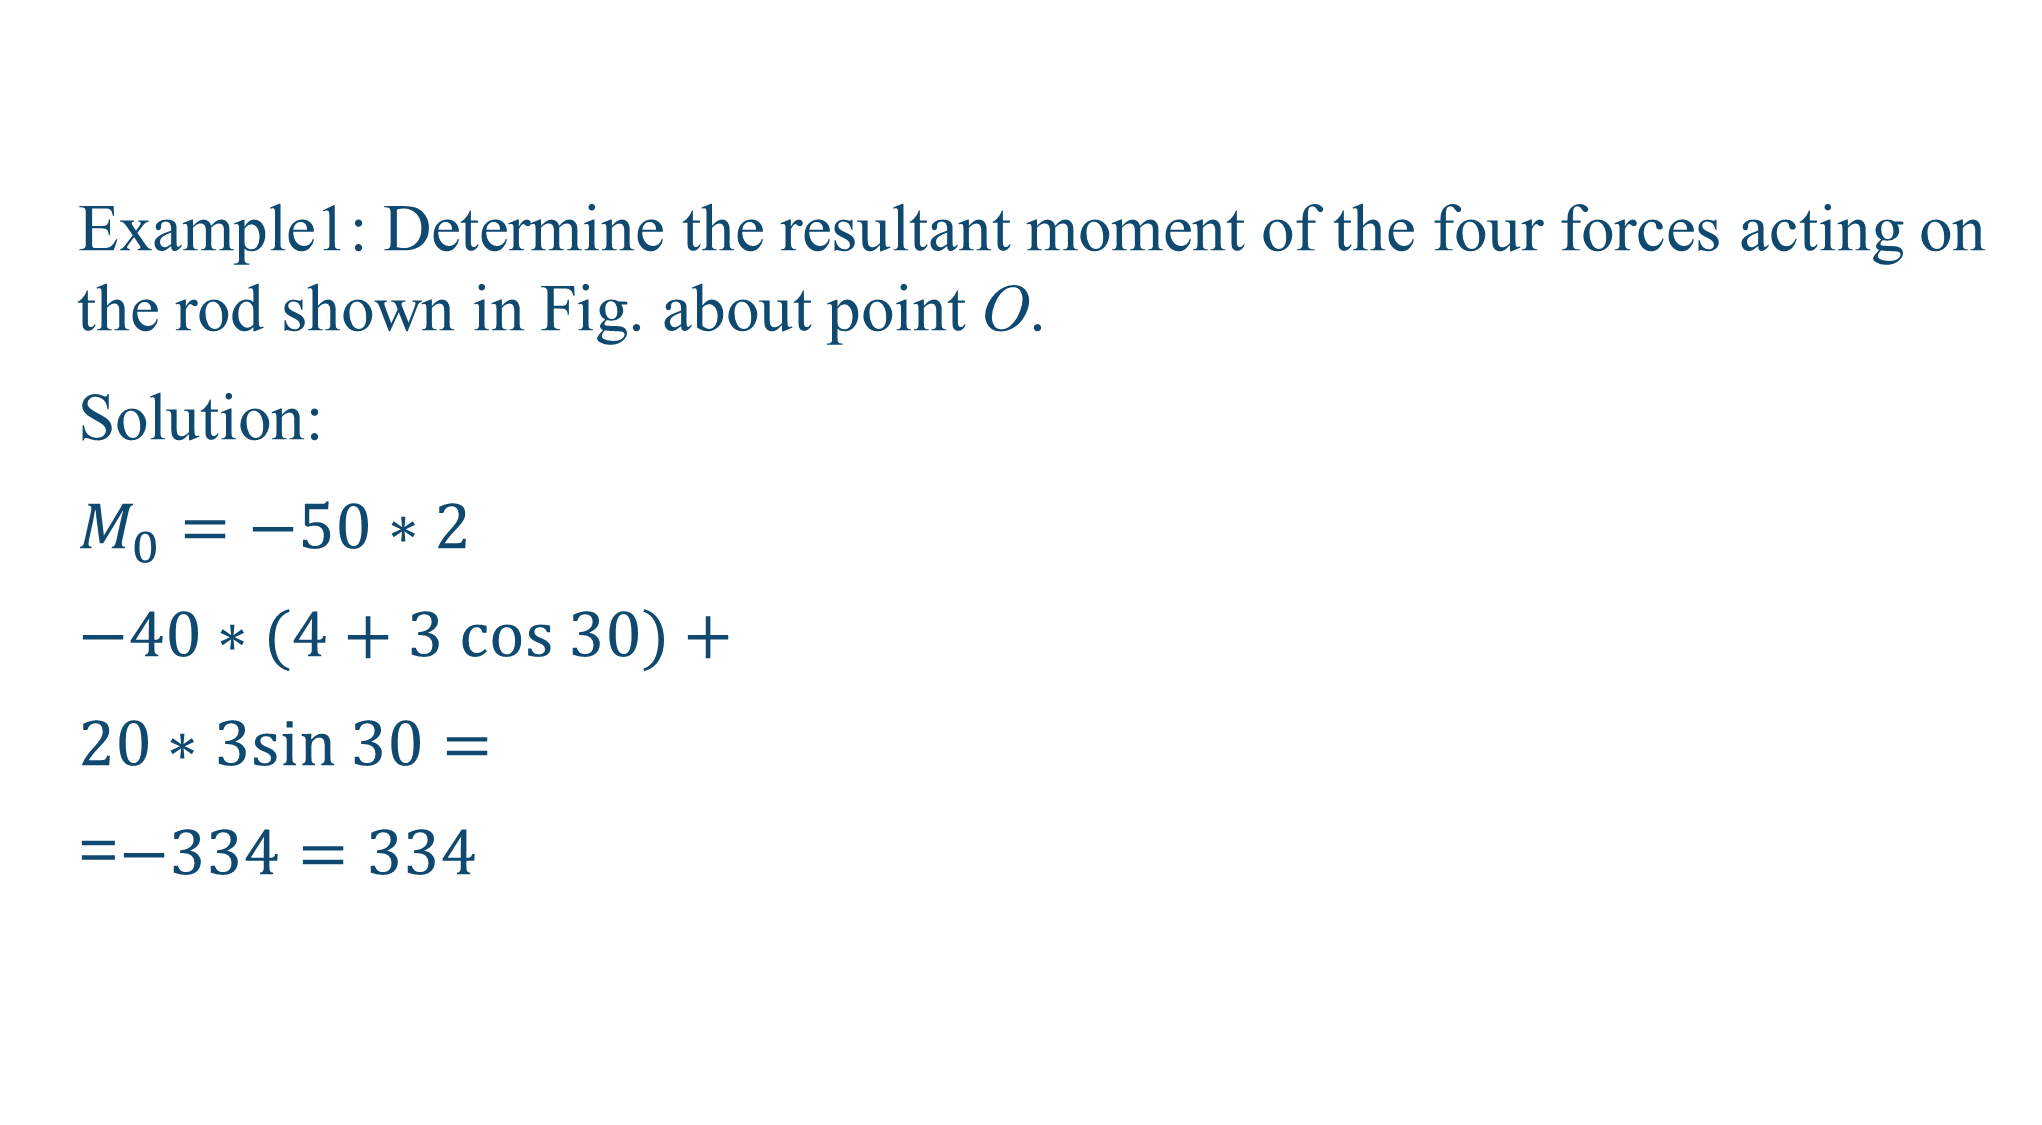 Example1: Determine the resultant moment of the four forces acting on
the rod shown in Fig. about point O.
Solution:
M₀ = −50 ∗ 2
−40 ∗ (4 + 3 cos 30) +
20 ∗ 3sin 30 =
=−334 = 334